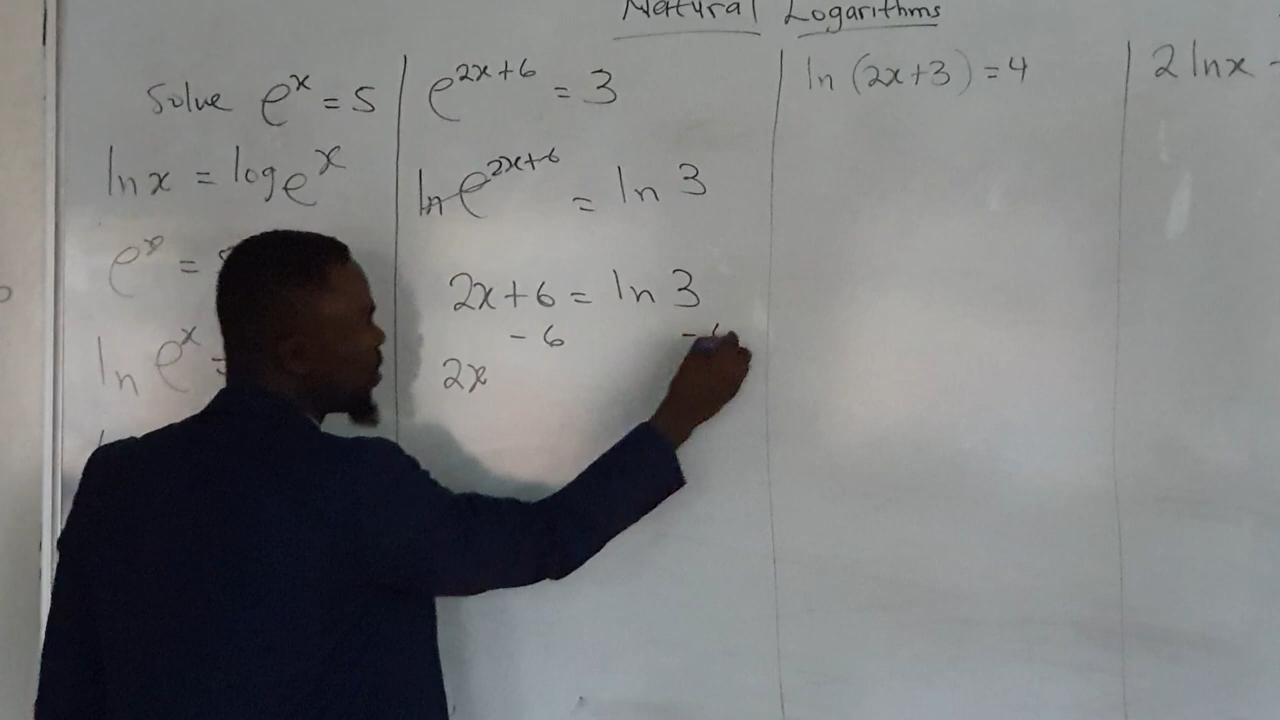 Natural Logarithms
Solve e^x = 5
ln x = log e^x
e^x =
ln e^x =
e^{2x+6} = 3
ln e^{2x+6} = ln 3
2x+6 = ln 3
-6 -6
2x
ln (2x+3) = 4
2 ln x -